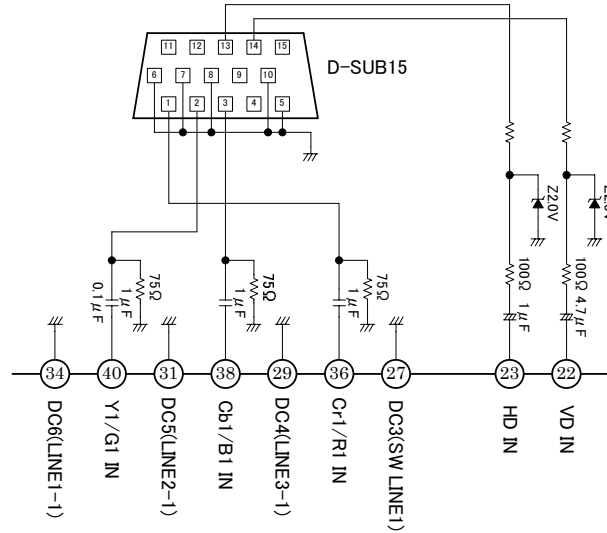 11 12 13 14 15
D-SUB15
6 7 8 9 10
1 2 3 4 5
Z2.0V
100Ω
1μF
100Ω
4.7μF
0.1μF
1μF
75Ω
1μF
75Ω
1μF
75Ω
34 40 31 38 29 36 27 23 22
DC6(LINE1-1)
Y1/G1 IN
DC5(LINE2-1)
Cb1/B1 IN
DC4(LINE3-1)
Cr1/R1 IN
DC3(SW LINE1)
HD IN
VD IN